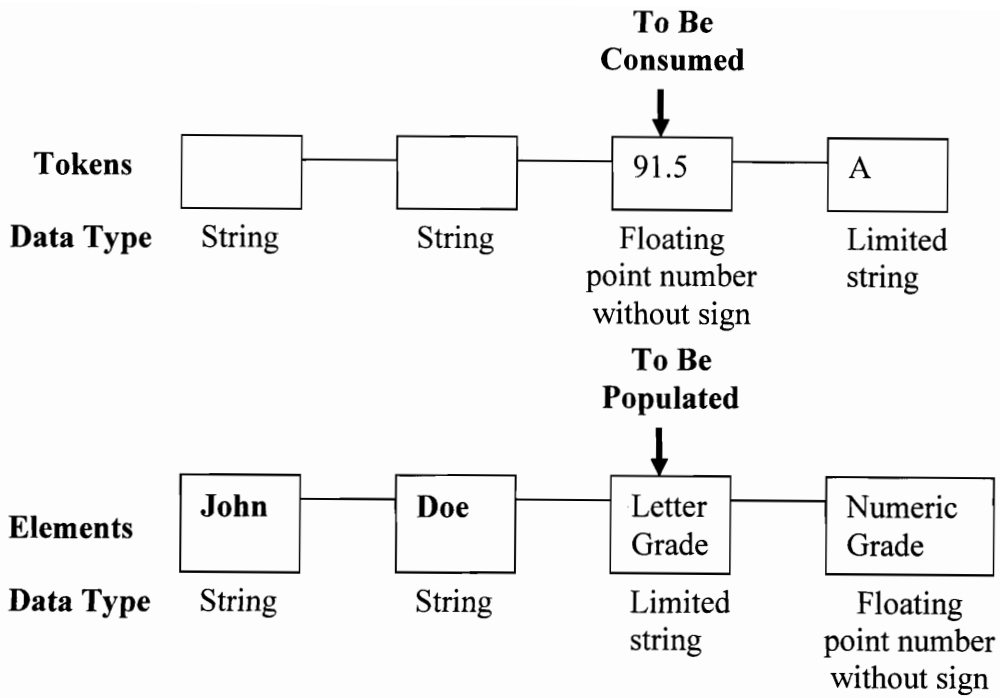 To Be
Consumed
Tokens 91.5 A
Data Type String String Floating
point number
without sign Limited
string
To Be
Populated
Elements John Doe Letter
Grade Numeric
Grade
Data Type String String Limited
string Floating
point number
without sign